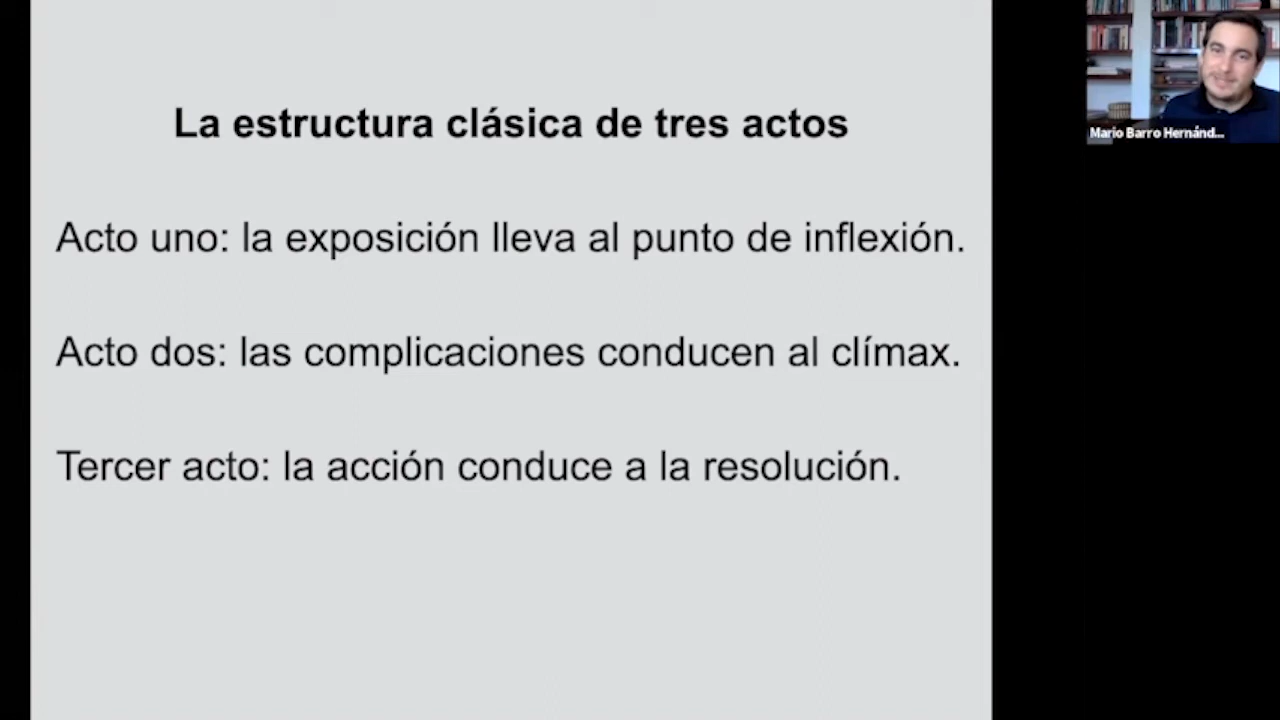 La estructura clásica de tres actos
Acto uno: la exposición lleva al punto de inflexión.
Acto dos: las complicaciones conducen al clímax.
Tercer acto: la acción conduce a la resolución.
Mario Barro Hernánd...